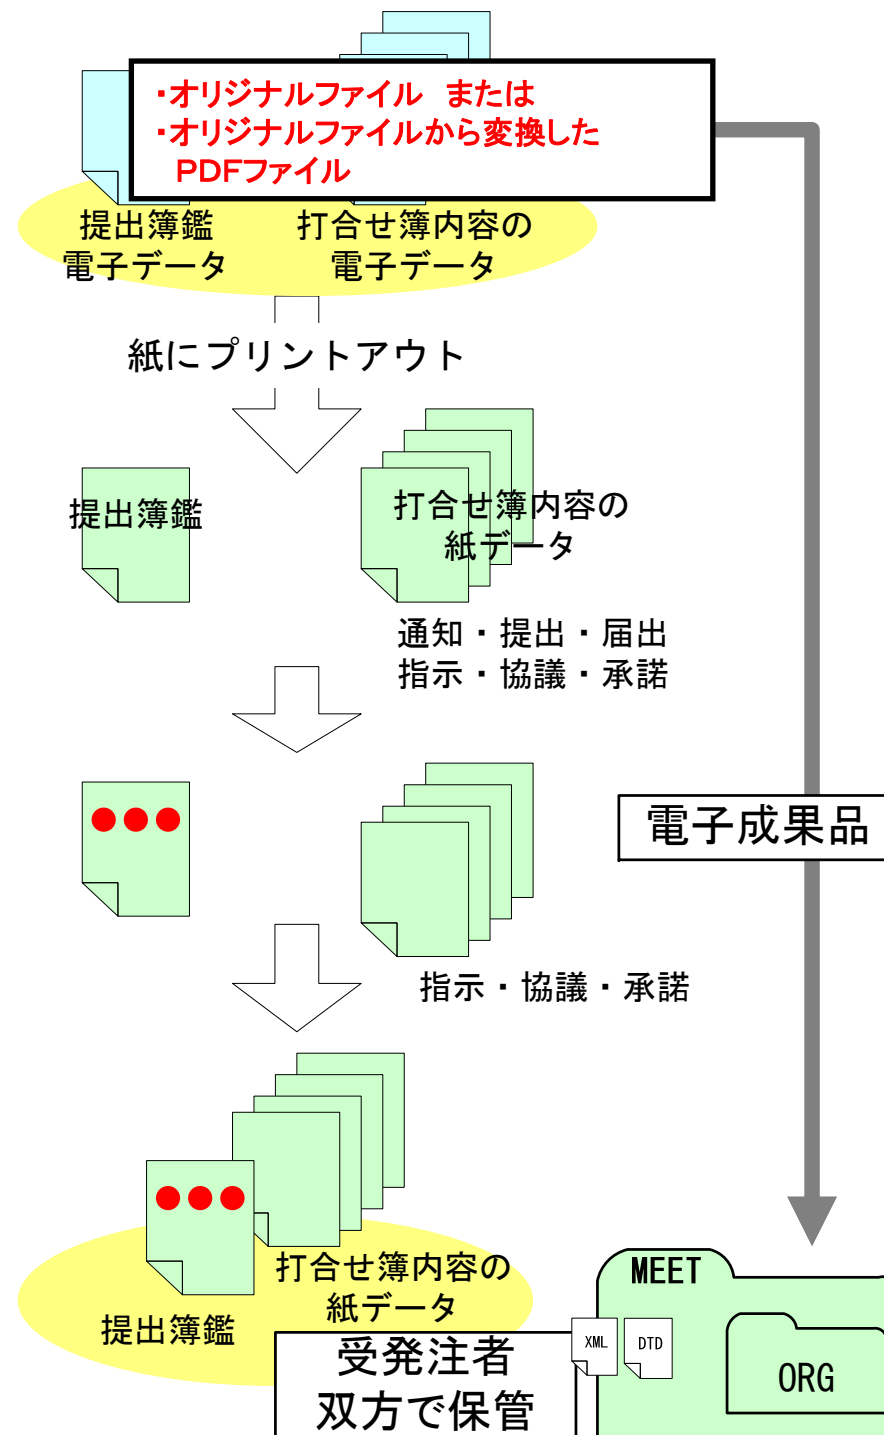 ・オリジナルファイル または
・オリジナルファイルから変換した
PDFファイル
提出簿鑑
電子データ
打合せ簿内容の
電子データ
紙にプリントアウト
提出簿鑑
打合せ簿内容の
紙データ
通知・提出・届出
指示・協議・承諾
電子成果品
指示・協議・承諾
打合せ簿内容の
紙データ
提出簿鑑
受発注者
双方で保管
MEET
XML
DTD
ORG